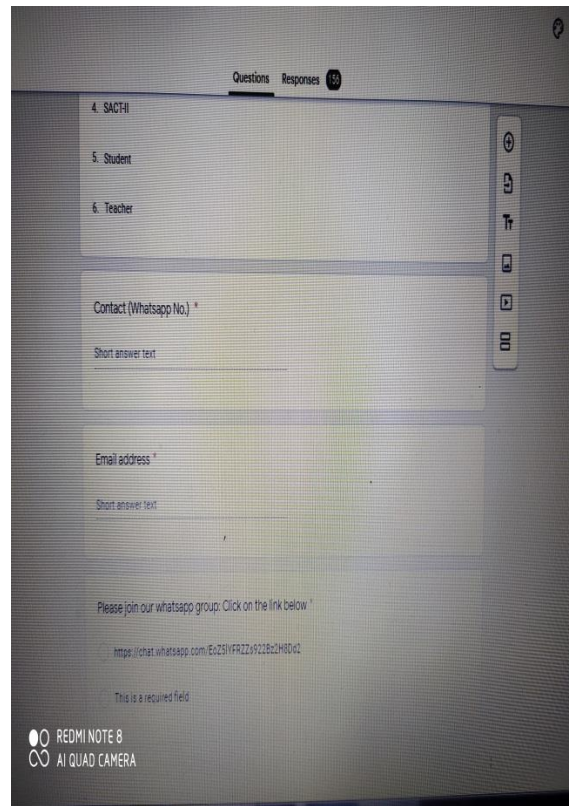 Questions Responses 156
4. SACT-II
5. Student
6. Teacher
Contact (Whatsapp No.) *
Short answer text
Email address *
Short answer text
Please join our whatsapp group: Click on the link below *
This is a required field
REDMI NOTE 8
AI QUAD CAMERA